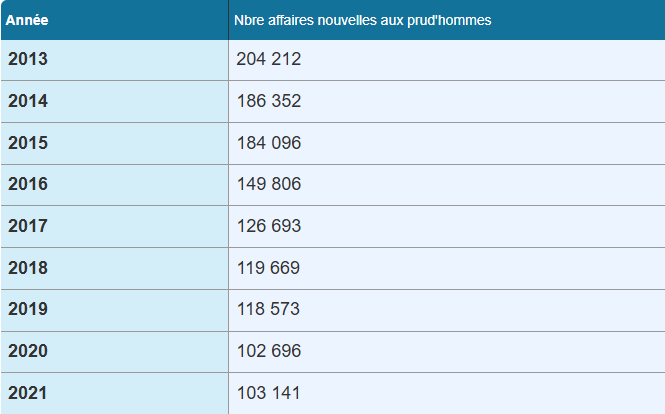 Année Nbre affaires nouvelles aux prud'hommes
2013 204 212
2014 186 352
2015 184 096
2016 149 806
2017 126 693
2018 119 669
2019 118 573
2020 102 696
2021 103 141